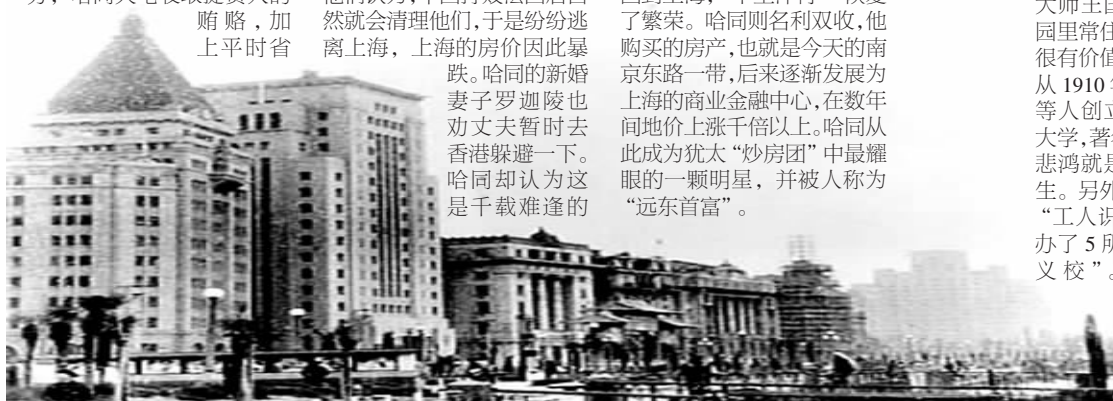 贿赂，加
上平时省
然就会清理他们,于是纷纷逃
离上海，上海的房价因此暴
跌。哈同的新婚
妻子罗迦陵也
劝丈夫暂时去
香港躲避一下。
哈同却认为这
是千载难逢的
了繁荣。哈同则名利双收,他
购买的房产,也就是今天的南
京东路一带,后来逐渐发展为
上海的商业金融中心,在数年
间地价上涨千倍以上。哈同从
此成为犹太“炒房团”中最耀
眼的一颗明星，并被人称为
“远东首富”。
园里常住
很有价值
从 1910
等人创立
大学,著
悲鸿就是
生。另外
“工人识
办了 5 所
义校”。